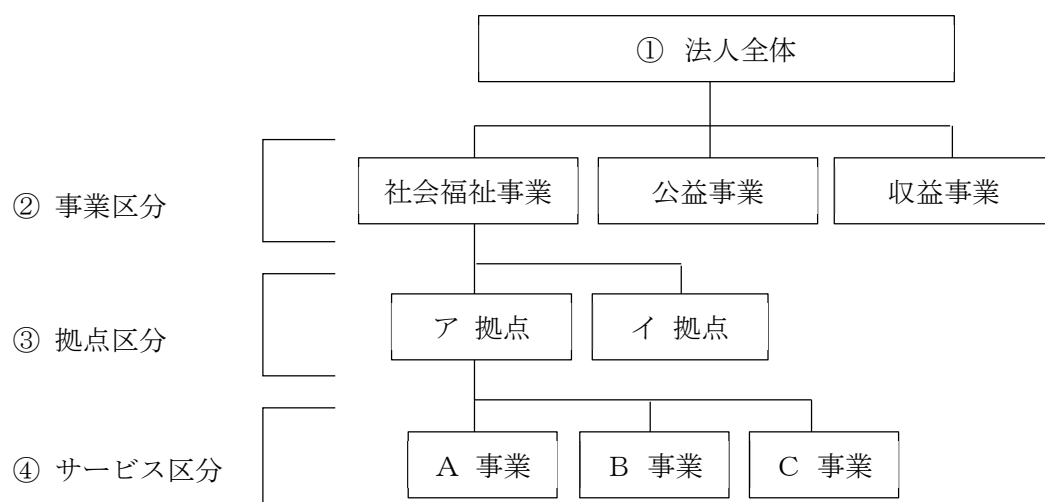 ① 法人全体
② 事業区分
社会福祉事業
公益事業
収益事業
③ 拠点区分
ア 拠点
イ 拠点
④ サービス区分
A 事業
B 事業
C 事業